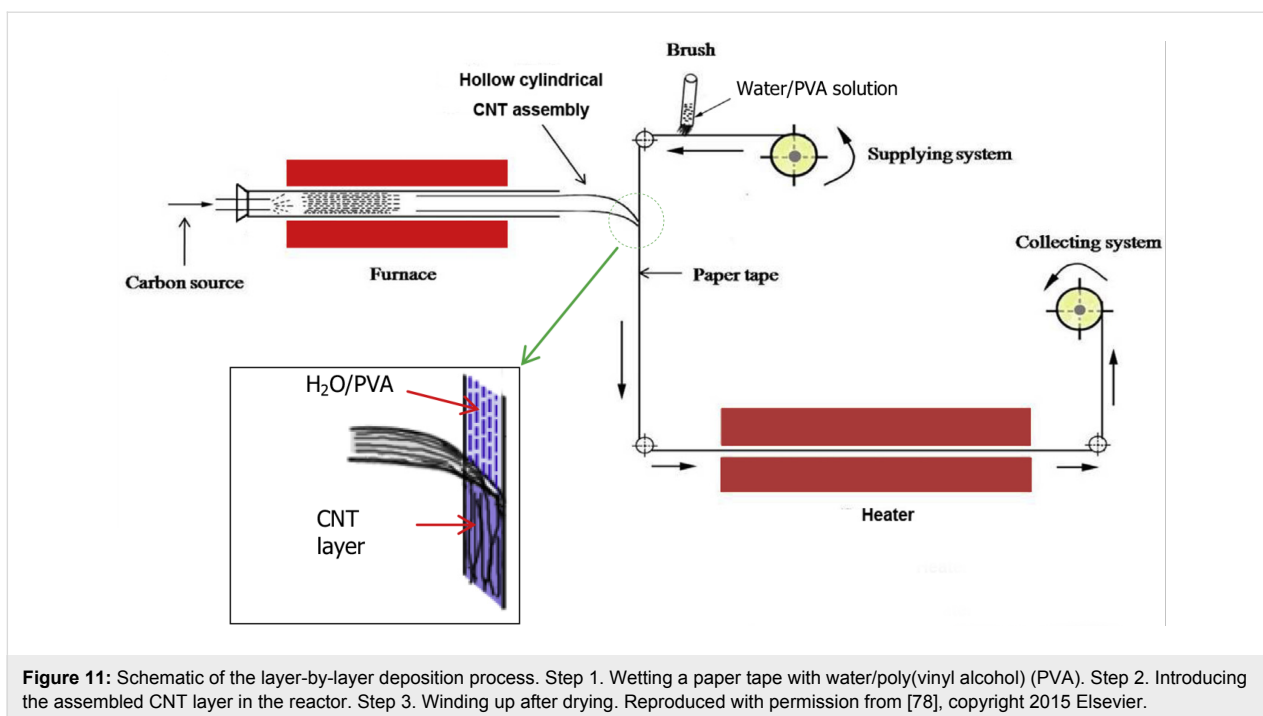 Brush
Hollow cylindrical
CNT assembly
Water/PVA solution
Supplying system
Carbon source
Furnace
Paper tape
Collecting system
H₂O/PVA
CNT
layer
Heater
Figure 11: Schematic of the layer-by-layer deposition process. Step 1. Wetting a paper tape with water/poly(vinyl alcohol) (PVA). Step 2. Introducing
the assembled CNT layer in the reactor. Step 3. Winding up after drying. Reproduced with permission from [78], copyright 2015 Elsevier.